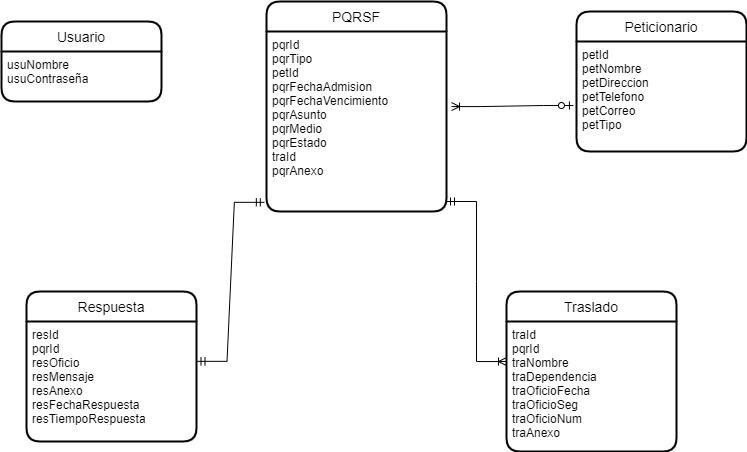 Usuario
usuNombre
usuContraseña
PQRSF
pqrId
pqrTipo
petId
pqrFechaAdmision
pqrFechaVencimiento
pqrAsunto
pqrMedio
pqrEstado
traId
pqrAnexo
Peticionario
petId
petNombre
petDireccion
petTelefono
petCorreo
petTipo
Respuesta
resId
pqrId
resOficio
resMensaje
resAnexo
resFechaRespuesta
resTiempoRespuesta
Traslado
traId
pqrId
traNombre
traDependencia
traOficioFecha
traOficioSeg
traOficioNum
traAnexo